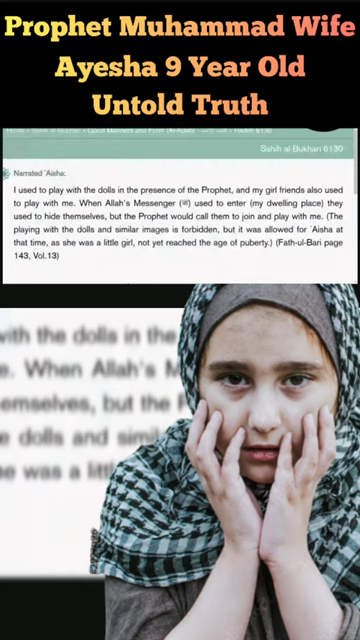 Prophet Muhammad Wife
Ayesha 9 Year Old
Untold Truth
Sahih al-Bukhari 6130
Narrated `Aisha:
I used to play with the dolls in the presence of the Prophet, and my girl friends also used
to play with me. When Allah's Messenger (ﷺ) used to enter (my dwelling place) they
used to hide themselves, but the Prophet would call them to join and play with me. (The
playing with the dolls and similar images is forbidden, but it was allowed for `Aisha at
that time, as she was a little girl, not yet reached the age of puberty.) (Fath-ul-Bari page
143, Vol.13)
with the dolls in the
e. When Allah's M
emselves, but the
e dolls and simil
he was a litt